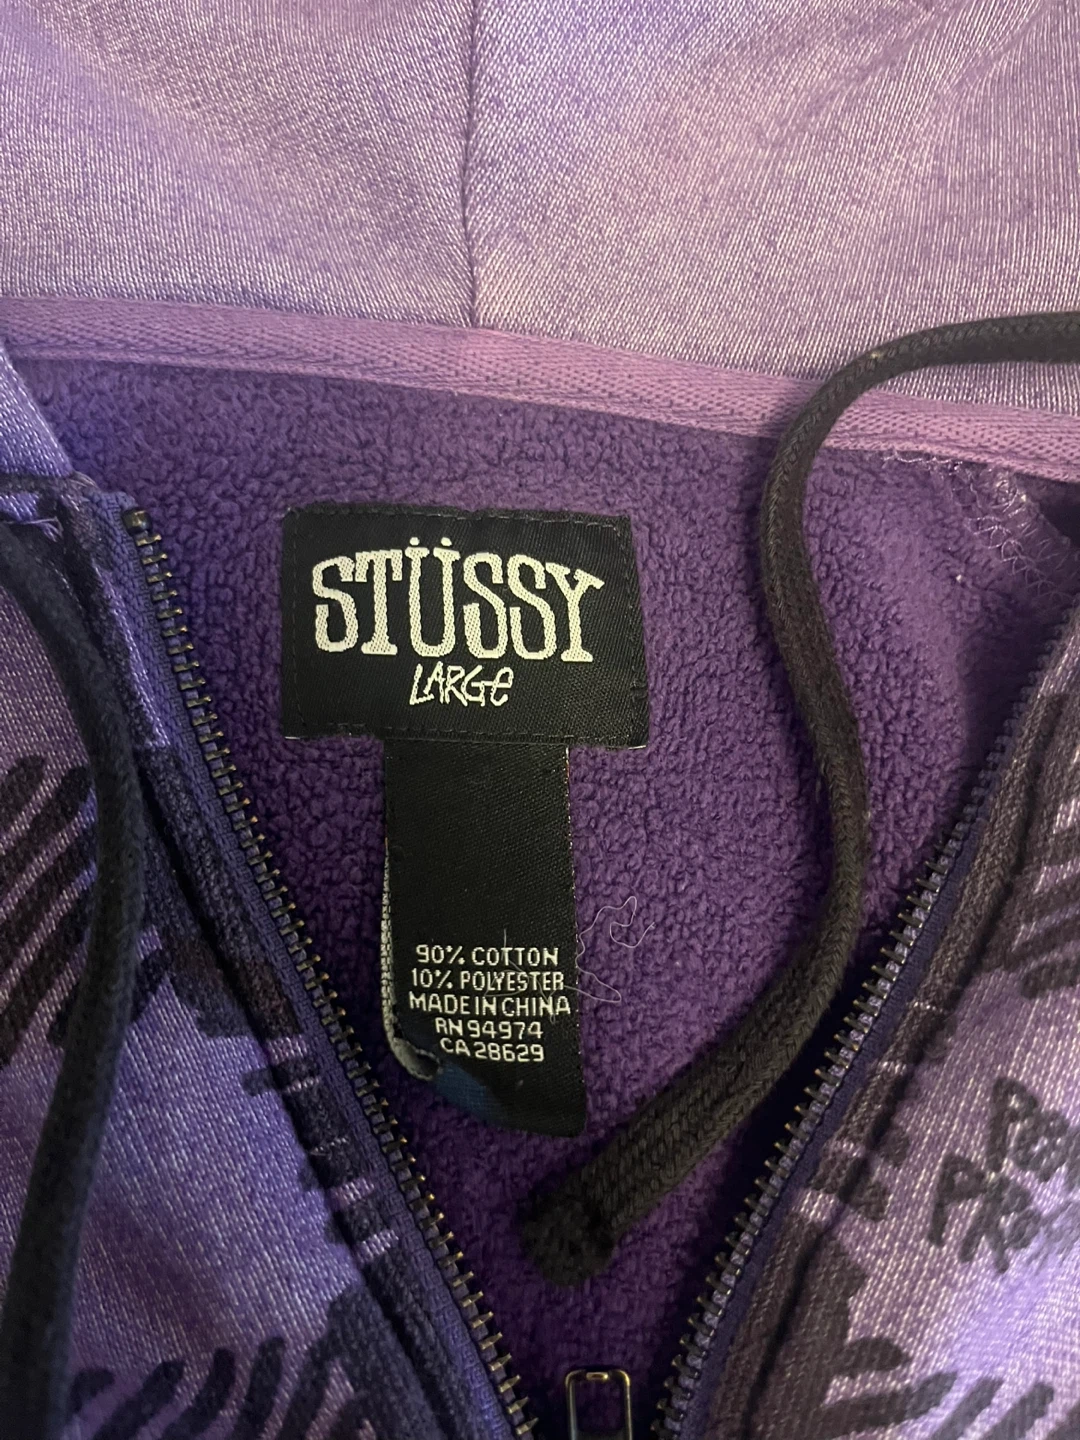 STÜSSY
LARGe
90% COTTON
10% POLYESTER
MADE IN CHINA
RN 94974
CA 28629